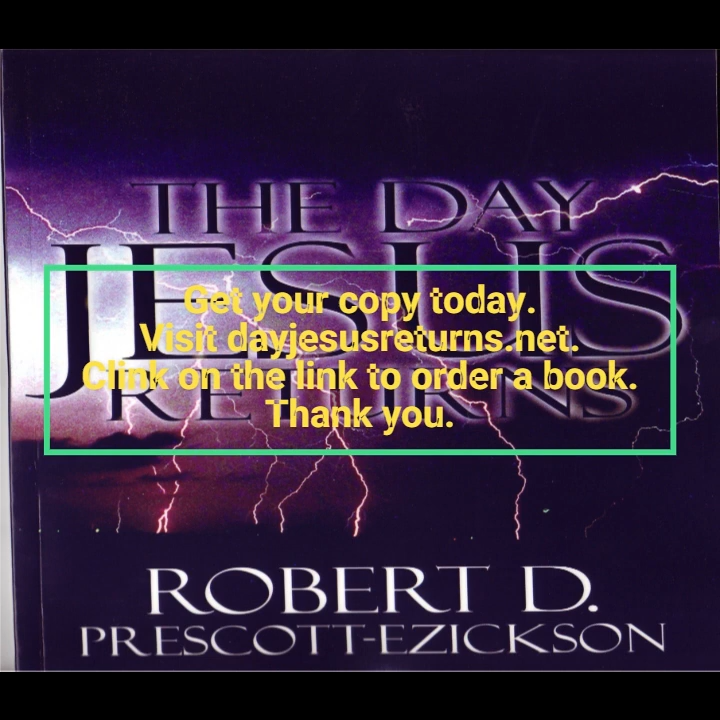 THE DAY
JESUS
RETURNS
Get your copy today.
Visit dayjesusreturns.net.
Clink on the link to order a book.
Thank you.
ROBERT D.
PRESCOTT-EZICKSON